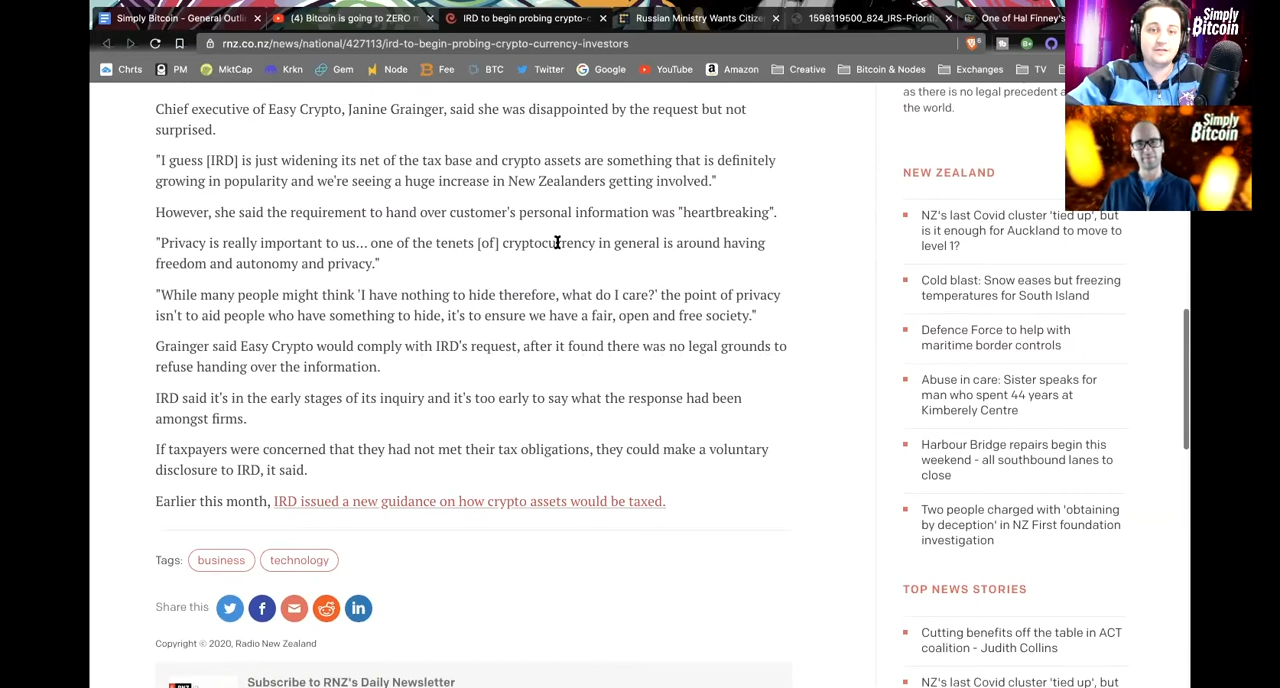 Simply Bitcoin - General Outli
(4) Bitcoin is going to ZERO
IRD to begin probing crypto-c
Russian Ministry Wants Citize
1598119500_824_IRS-Prioriti
One of Hal Finney's
rnz.co.nz/news/national/427113/ird-to-begin-probing-crypto-currency-investors
Chrts PM MktCap Krkn Gem Node Fee BTC Twitter Google YouTube Amazon Creative Bitcoin & Nodes Exchanges TV
Simply
Bitcoin
Simply
Bitcoin
Chief executive of Easy Crypto, Janine Grainger, said she was disappointed by the request but not
surprised.
"I guess [IRD] is just widening its net of the tax base and crypto assets are something that is definitely
growing in popularity and we're seeing a huge increase in New Zealanders getting involved."
However, she said the requirement to hand over customer's personal information was "heartbreaking".
"Privacy is really important to us... one of the tenets [of] cryptocurrency in general is around having
freedom and autonomy and privacy."
"While many people might think 'I have nothing to hide therefore, what do I care?' the point of privacy
isn't to aid people who have something to hide, it's to ensure we have a fair, open and free society."
Grainger said Easy Crypto would comply with IRD's request, after it found there was no legal grounds to
refuse handing over the information.
IRD said it's in the early stages of its inquiry and it's too early to say what the response had been
amongst firms.
If taxpayers were concerned that they had not met their tax obligations, they could make a voluntary
disclosure to IRD, it said.
Earlier this month, IRD issued a new guidance on how crypto assets would be taxed.
Tags: business technology
Share this
Copyright © 2020, Radio New Zealand
RNZ
Subscribe to RNZ's Daily Newsletter
as there is no legal precedent a
the world.
NEW ZEALAND
NZ's last Covid cluster 'tied up', but
is it enough for Auckland to move to
level 1?
Cold blast: Snow eases but freezing
temperatures for South Island
Defence Force to help with
maritime border controls
Abuse in care: Sister speaks for
man who spent 44 years at
Kimberely Centre
Harbour Bridge repairs begin this
weekend - all southbound lanes to
close
Two people charged with 'obtaining
by deception' in NZ First foundation
investigation
TOP NEWS STORIES
Cutting benefits off the table in ACT
coalition - Judith Collins
NZ's last Covid cluster 'tied up', but